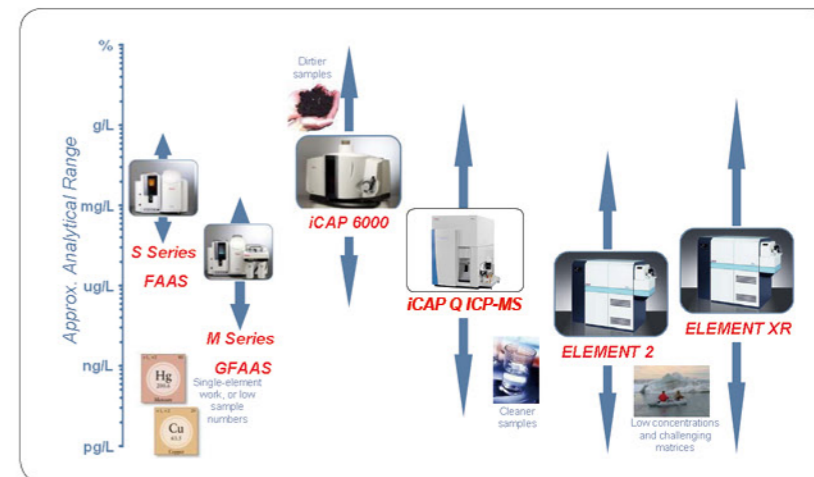 %
g/L
mg/L
ug/L
ng/L
pg/L
Approx. Analytical Range
S Series
FAAS
M Series
GFAAS
Hg
Cu
Single-element
work, or low
sample
numbers
Dirtier
samples
iCAP 6000
iCAP Q ICP-MS
Cleaner
samples
ELEMENT 2
ELEMENT XR
Low concentrations
and challenging
matrices